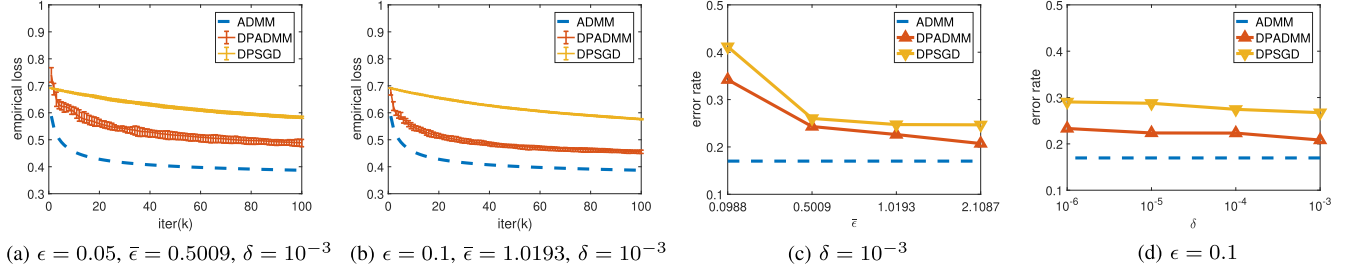 1
0.9
0.8
0.7
0.6
0.5
0.4
0.3
empirical loss
0 20 40 60 80 100
iter(k)
ADMM
DPADMM
DPSGD
(a) ϵ = 0.05, ϵ̄ = 0.5009, δ = 10⁻³
1
0.9
0.8
0.7
0.6
0.5
0.4
0.3
empirical loss
0 20 40 60 80 100
iter(k)
ADMM
DPADMM
DPSGD
(b) ϵ = 0.1, ϵ̄ = 1.0193, δ = 10⁻³
0.5
0.4
0.3
0.2
0.1
error rate
0.0988 0.5009 1.0193 2.1087
ϵ̄
ADMM
DPADMM
DPSGD
(c) δ = 10⁻³
0.5
0.4
0.3
0.2
0.1
error rate
10⁻⁶ 10⁻⁵ 10⁻⁴ 10⁻³
δ
ADMM
DPADMM
DPSGD
(d) ϵ = 0.1